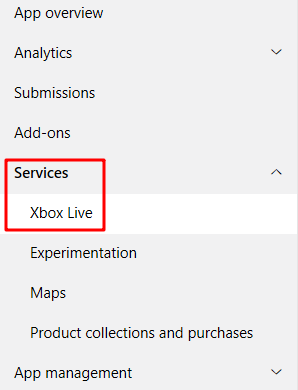 App overview
Analytics
Submissions
Add-ons
Services
Xbox Live
Experimentation
Maps
Product collections and purchases
App management